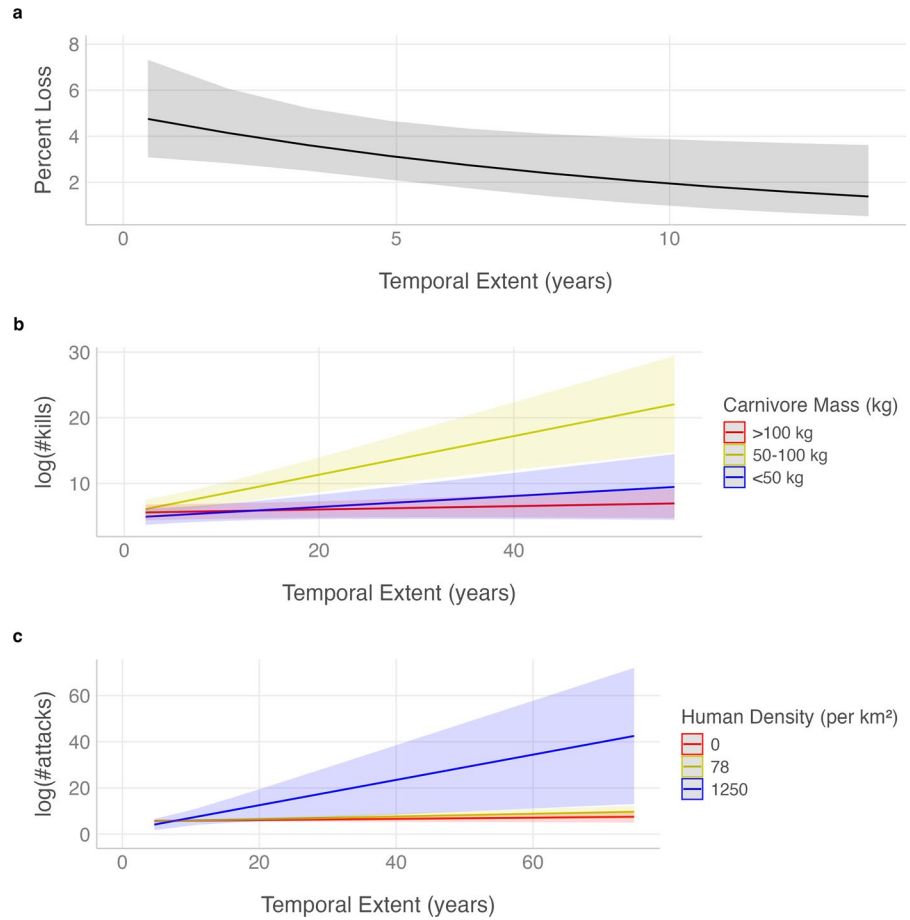 a
8
6
4
2
Percent Loss
0 5 10
Temporal Extent (years)
b
30
20
10
log(#kills)
0 20 40
Temporal Extent (years)
Carnivore Mass (kg)
>100 kg
50-100 kg
<50 kg
c
60
40
20
0
log(#attacks)
0 20 40 60
Temporal Extent (years)
Human Density (per km²)
0
78
1250